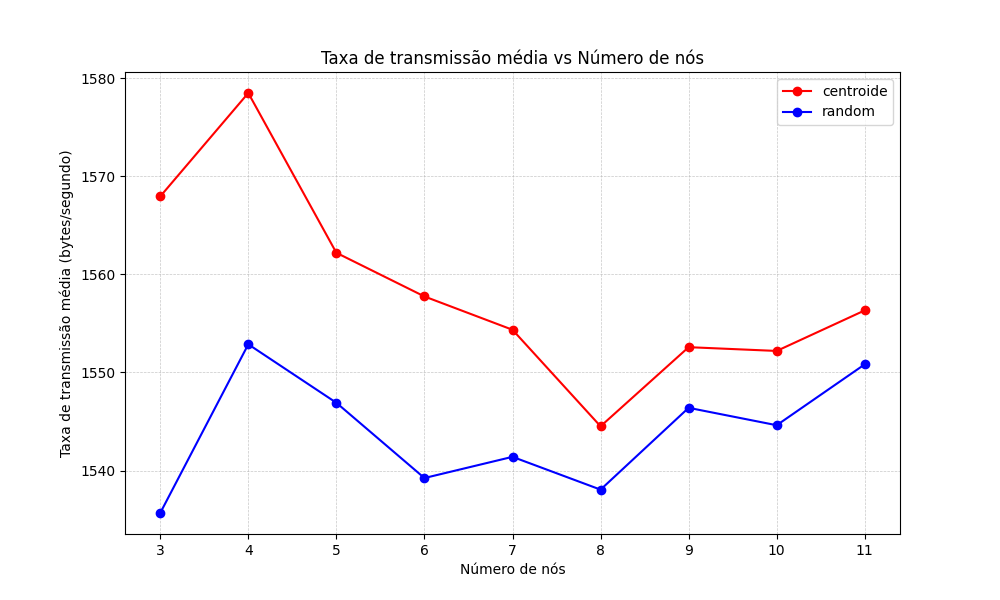 Taxa de transmissão média vs Número de nós
centroide
random
Taxa de transmissão média (bytes/segundo)
1580
1570
1560
1550
1540
3 4 5 6 7 8 9 10 11
Número de nós